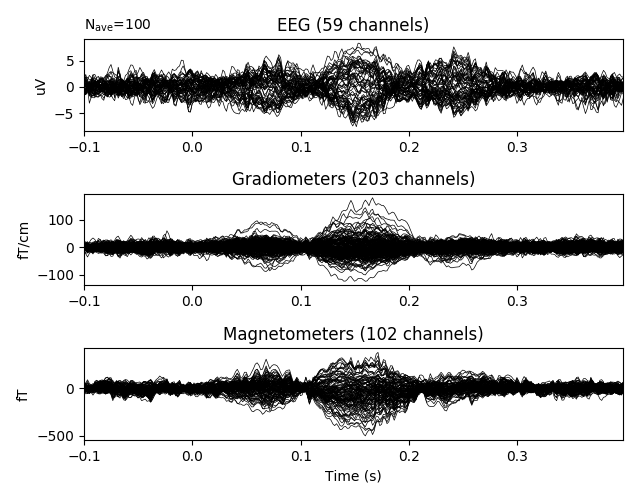 N_ave=100
EEG (59 channels)
5
0
−5
uV
−0.1 0.0 0.1 0.2 0.3
Gradiometers (203 channels)
100
0
−100
fT/cm
−0.1 0.0 0.1 0.2 0.3
Magnetometers (102 channels)
0
−500
fT
−0.1 0.0 0.1 0.2 0.3
Time (s)